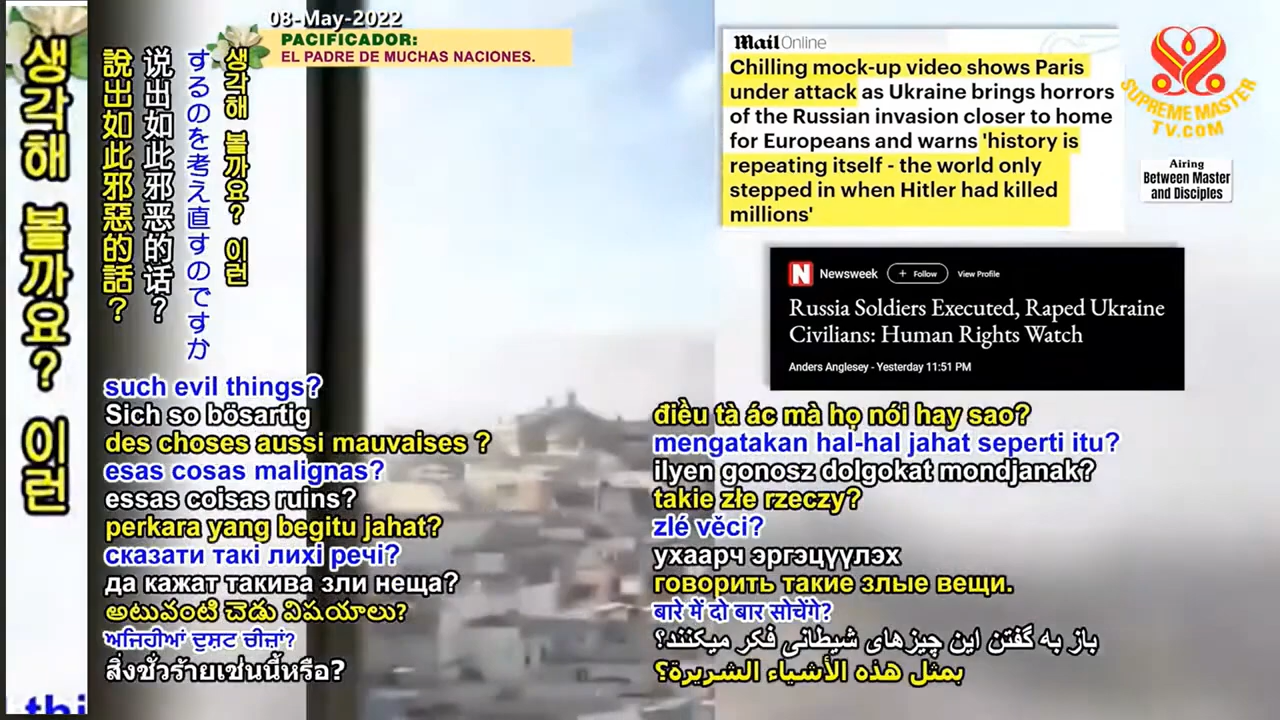 08-May-2022
PACIFICADOR:
EL PADRE DE MUCHAS NACIONES.
생각해 볼까요? 이런
說出如此邪惡的話？
说出如此邪恶的话？
するのを考え直すのですか
생각해 볼까요? 이런
such evil things?
Sich so bösartig
des choses aussi mauvaises ?
esas cosas malignas?
essas coisas ruins?
perkara yang begitu jahat?
сказати такі лихі речі?
да кажат такива зли неща?
అటువంటి చెడు విషయాలు?
ਅਜਿਹੀਆਂ ਦੁਸ਼ਟ ਚੀਜ਼ਾਂ?
สิ่งชั่วร้ายเช่นนี้หรือ?
điều tà ác mà họ nói hay sao?
mengatakan hal-hal jahat seperti itu?
ilyen gonosz dolgokat mondjanak?
takie złe rzeczy?
zlé věci?
ухаарч эргэцүүлэх
говорить такие злые вещи.
बारे में दो बार सोचेंगे?
باز به گفتن این چیزهای شیطانی فکر میکنند؟
بمثل هذه الأشياء الشريرة؟
Mail Online
Chilling mock-up video shows Paris
under attack as Ukraine brings horrors
of the Russian invasion closer to home
for Europeans and warns 'history is
repeating itself - the world only
stepped in when Hitler had killed
millions'
N Newsweek + Follow View Profile
Russia Soldiers Executed, Raped Ukraine
Civilians: Human Rights Watch
Anders Anglesey - Yesterday 11:51 PM
SUPREME MASTER
TV.COM
Airing
Between Master
and Disciples